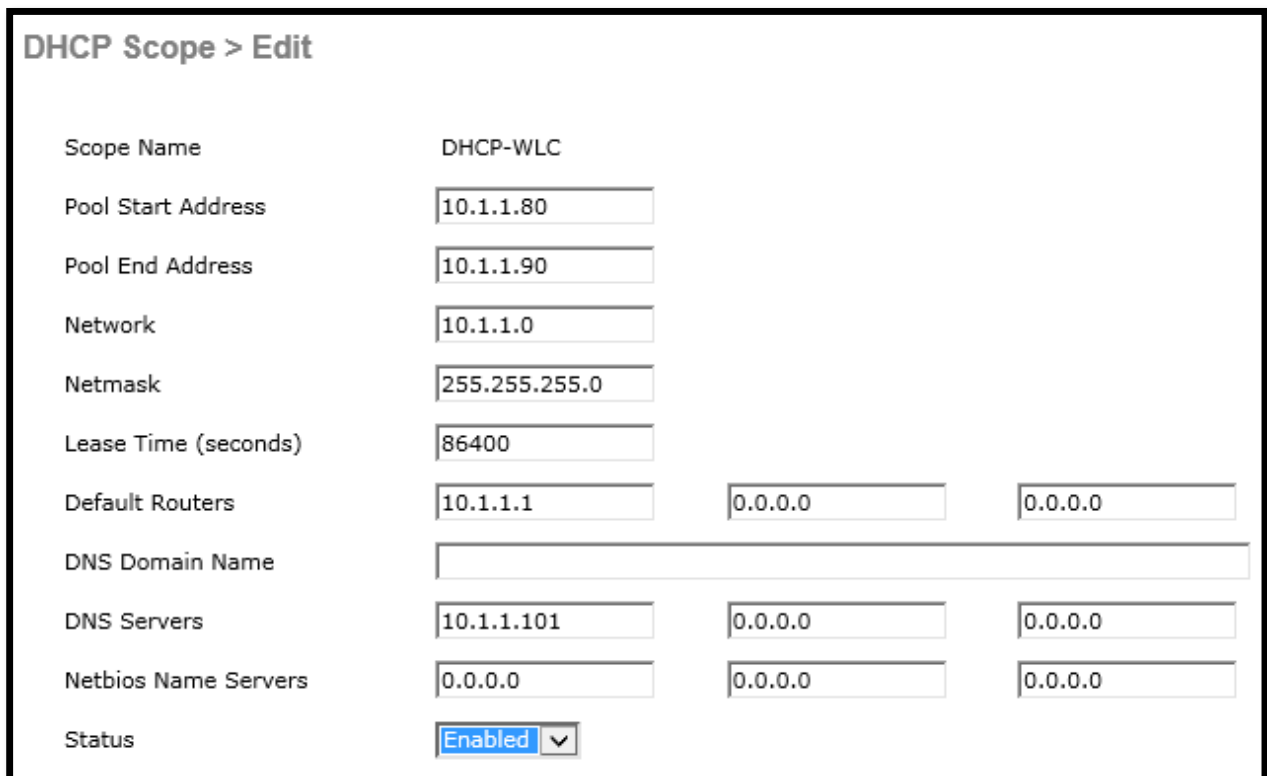 DHCP Scope > Edit
Scope Name DHCP-WLC
Pool Start Address 10.1.1.80
Pool End Address 10.1.1.90
Network 10.1.1.0
Netmask 255.255.255.0
Lease Time (seconds) 86400
Default Routers 10.1.1.1 0.0.0.0 0.0.0.0
DNS Domain Name
DNS Servers 10.1.1.101 0.0.0.0 0.0.0.0
Netbios Name Servers 0.0.0.0 0.0.0.0 0.0.0.0
Status Enabled